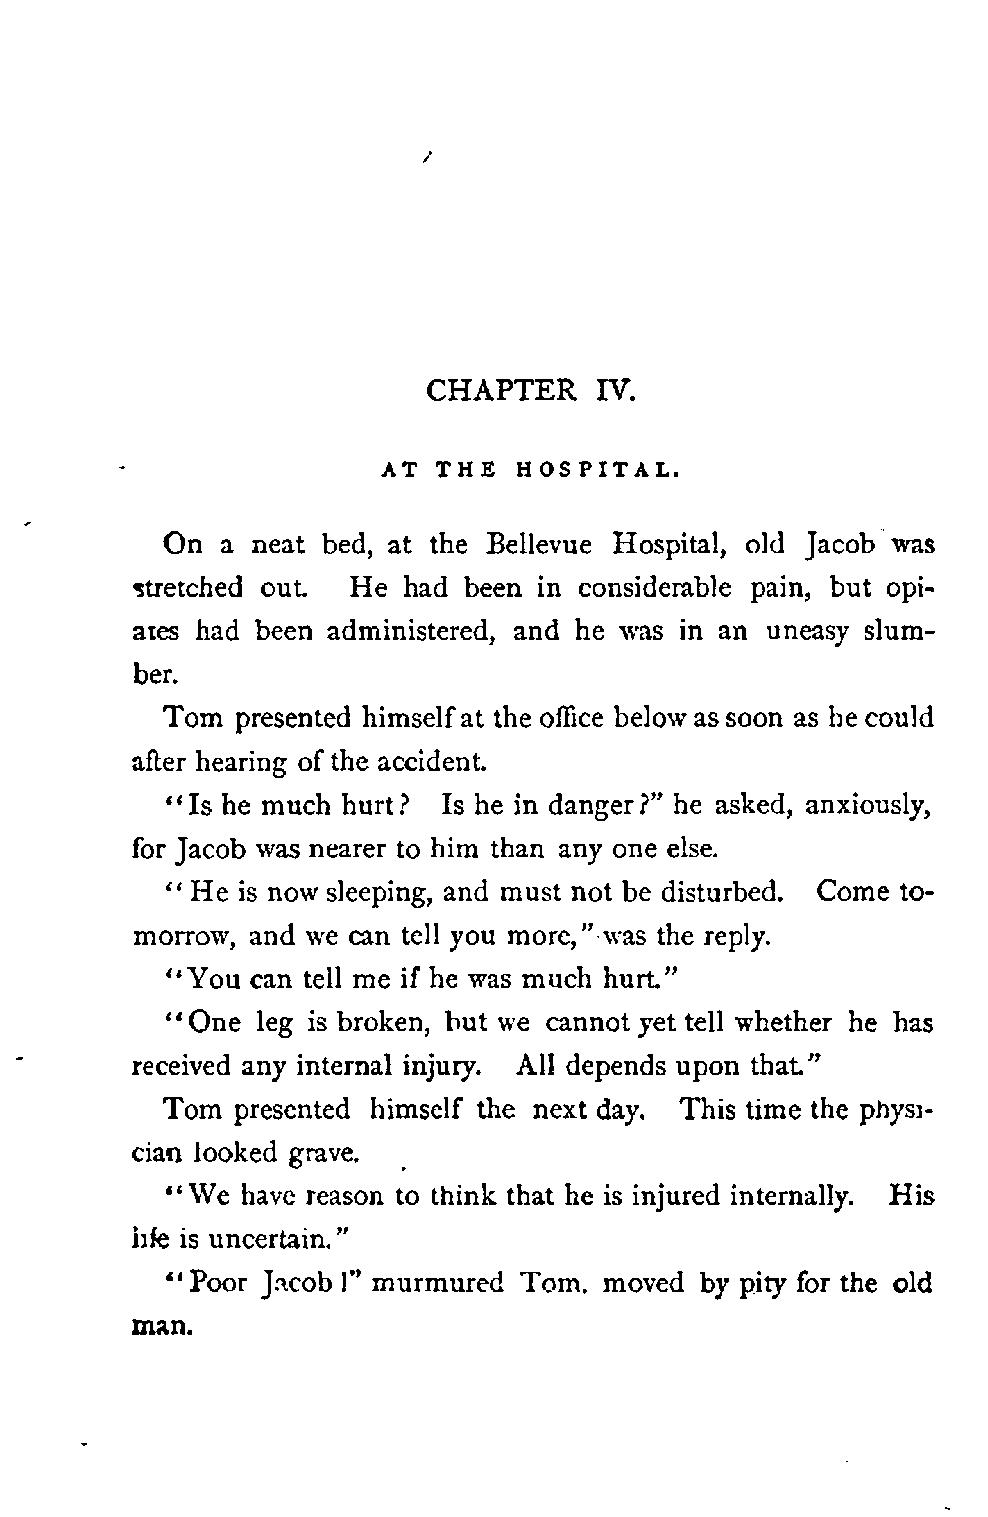 CHAPTER IV.
AT THE HOSPITAL.
On a neat bed, at the Bellevue Hospital, old Jacob was
stretched out. He had been in considerable pain, but opi-
ates had been administered, and he was in an uneasy slum-
ber.
Tom presented himself at the office below as soon as he could
after hearing of the accident.
“Is he much hurt? Is he in danger?” he asked, anxiously,
for Jacob was nearer to him than any one else.
“He is now sleeping, and must not be disturbed. Come to-
morrow, and we can tell you more,” was the reply.
“You can tell me if he was much hurt.”
“One leg is broken, but we cannot yet tell whether he has
received any internal injury. All depends upon that.”
Tom presented himself the next day. This time the physi-
cian looked grave.
“We have reason to think that he is injured internally. His
life is uncertain.”
“Poor Jacob!” murmured Tom, moved by pity for the old
man.